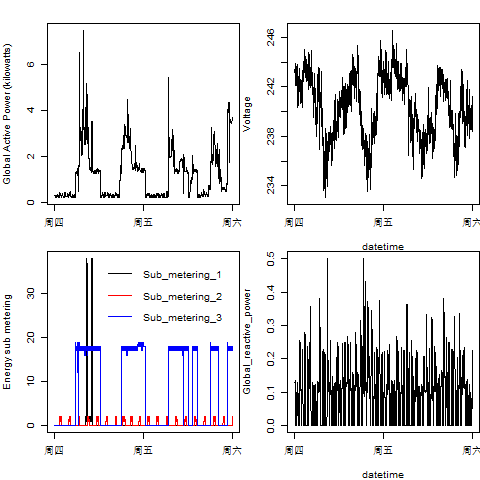 Global Active Power (kilowatts)
0 2 4 6
周四 周五 周六
Voltage
234 238 242 246
周四 周五 周六
datetime
Energy sub metering
0 10 20 30
Sub_metering_1
Sub_metering_2
Sub_metering_3
周四 周五 周六
Global_reactive_power
0.0 0.1 0.2 0.3 0.4 0.5
周四 周五 周六
datetime